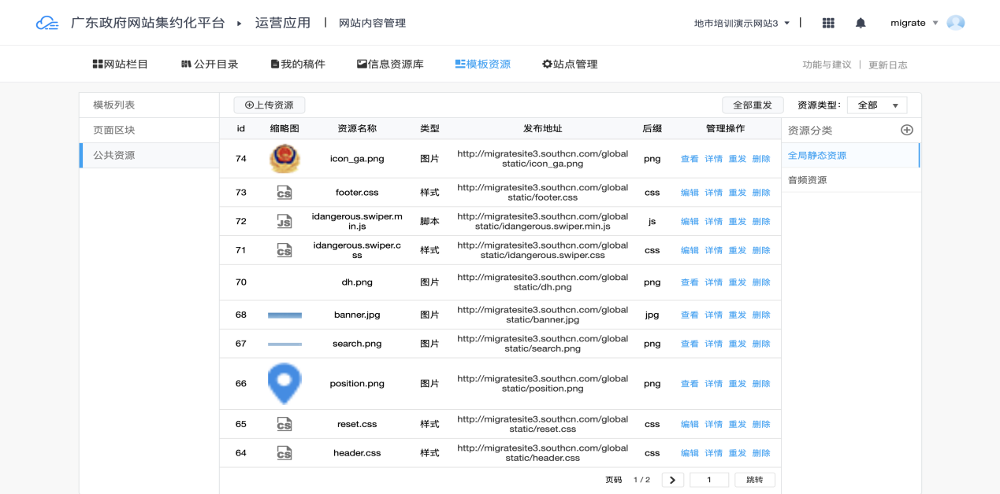 广东政府网站集约化平台 ▸ 运营应用 | 网站内容管理 地市培训演示网站3 migrate
网站栏目 公开目录 我的稿件 信息资源库 模板资源 站点管理 功能与建议 | 更新日志
模板列表
页面区块
公共资源
上传资源 全部重发 资源类型: 全部
id 缩略图 资源名称 类型 发布地址 后缀 管理操作
74 icon_ga.png 图片 http://migratesite3.southcn.com/global
static/icon_ga.png png 查看 详情 重发 删除
73 CS footer.css 样式 http://migratesite3.southcn.com/global
static/footer.css css 编辑 详情 重发 删除
72 JS idangerous.swiper.m
in.js 脚本 http://migratesite3.southcn.com/global
static/idangerous.swiper.min.js js 编辑 详情 重发 删除
71 CS idangerous.swiper.c
ss 样式 http://migratesite3.southcn.com/global
static/idangerous.swiper.css css 编辑 详情 重发 删除
70 dh.png 图片 http://migratesite3.southcn.com/global
static/dh.png png 查看 详情 重发 删除
68 banner.jpg 图片 http://migratesite3.southcn.com/global
static/banner.jpg jpg 查看 详情 重发 删除
67 search.png 图片 http://migratesite3.southcn.com/global
static/search.png png 查看 详情 重发 删除
66 position.png 图片 http://migratesite3.southcn.com/global
static/position.png png 查看 详情 重发 删除
65 CS reset.css 样式 http://migratesite3.southcn.com/global
static/reset.css css 编辑 详情 重发 删除
64 CS header.css 样式 http://migratesite3.southcn.com/global
static/header.css css 编辑 详情 重发 删除
页码 1 / 2 1 跳转
资源分类
全局静态资源
音频资源